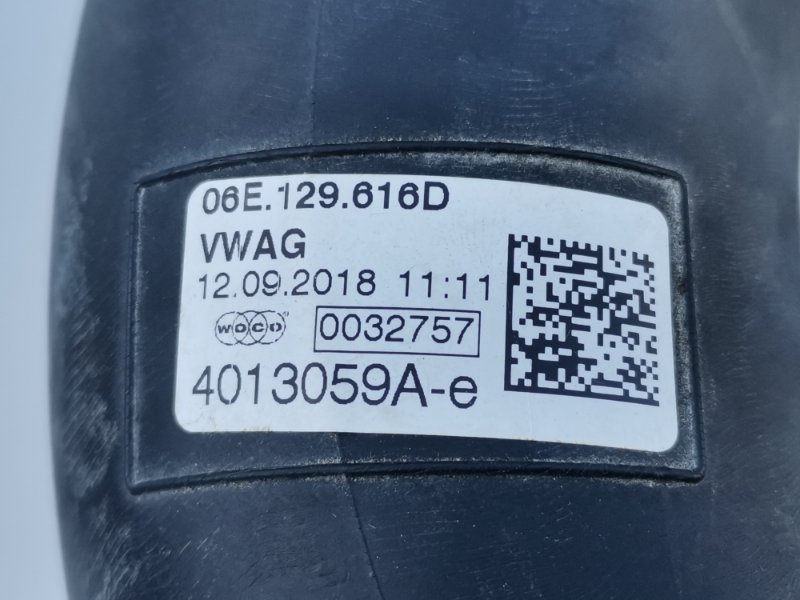 06E.129.616D
VWAG
12.09.2018 11:11
WOCO ® 0032757
4013059A-e